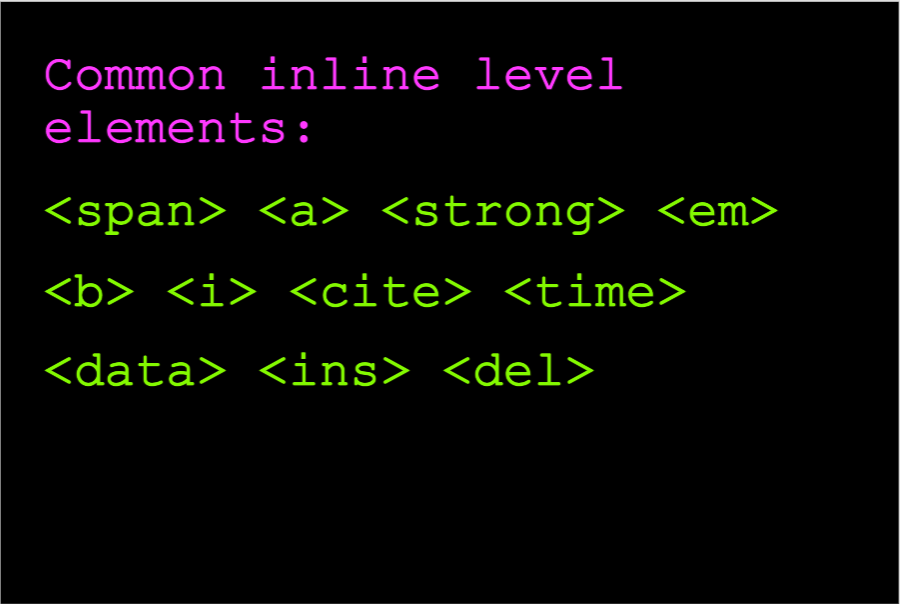 Common inline level
elements:
<span> <a> <strong> <em>
<b> <i> <cite> <time>
<data> <ins> <del>